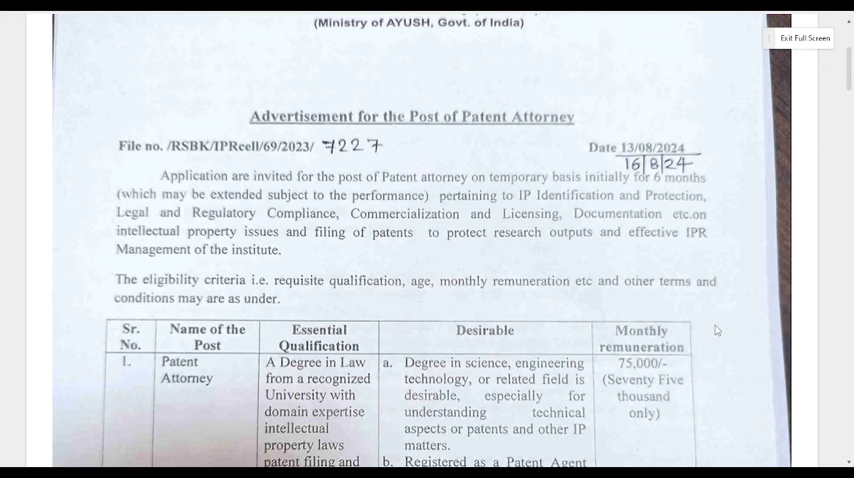 (Ministry of AYUSH, Govt. of India)
Exit Full Screen
Advertisement for the Post of Patent Attorney
File no. /RSBK/IPRcell/69/2023/ 7227
Date 13/08/2024
16/8/24
Application are invited for the post of Patent attorney on temporary basis initially for 6 months
(which may be extended subject to the performance) pertaining to IP Identification and Protection,
Legal and Regulatory Compliance, Commercialization and Licensing, Documentation etc.on
intellectual property issues and filing of patents to protect research outputs and effective IPR
Management of the institute.
The eligibility criteria i.e. requisite qualification, age, monthly remuneration etc and other terms and
conditions may are as under.
Sr. No.
Name of the Post
Essential Qualification
Desirable
Monthly remuneration
1.
Patent
Attorney
A Degree in Law
from a recognized
University with
domain expertise
intellectual
property laws
patent filing and
a. Degree in science, engineering
technology, or related field is
desirable, especially for
understanding technical
aspects or patents and other IP
matters.
b. Registered as a Patent Agent
75,000/-
(Seventy Five
thousand
only)